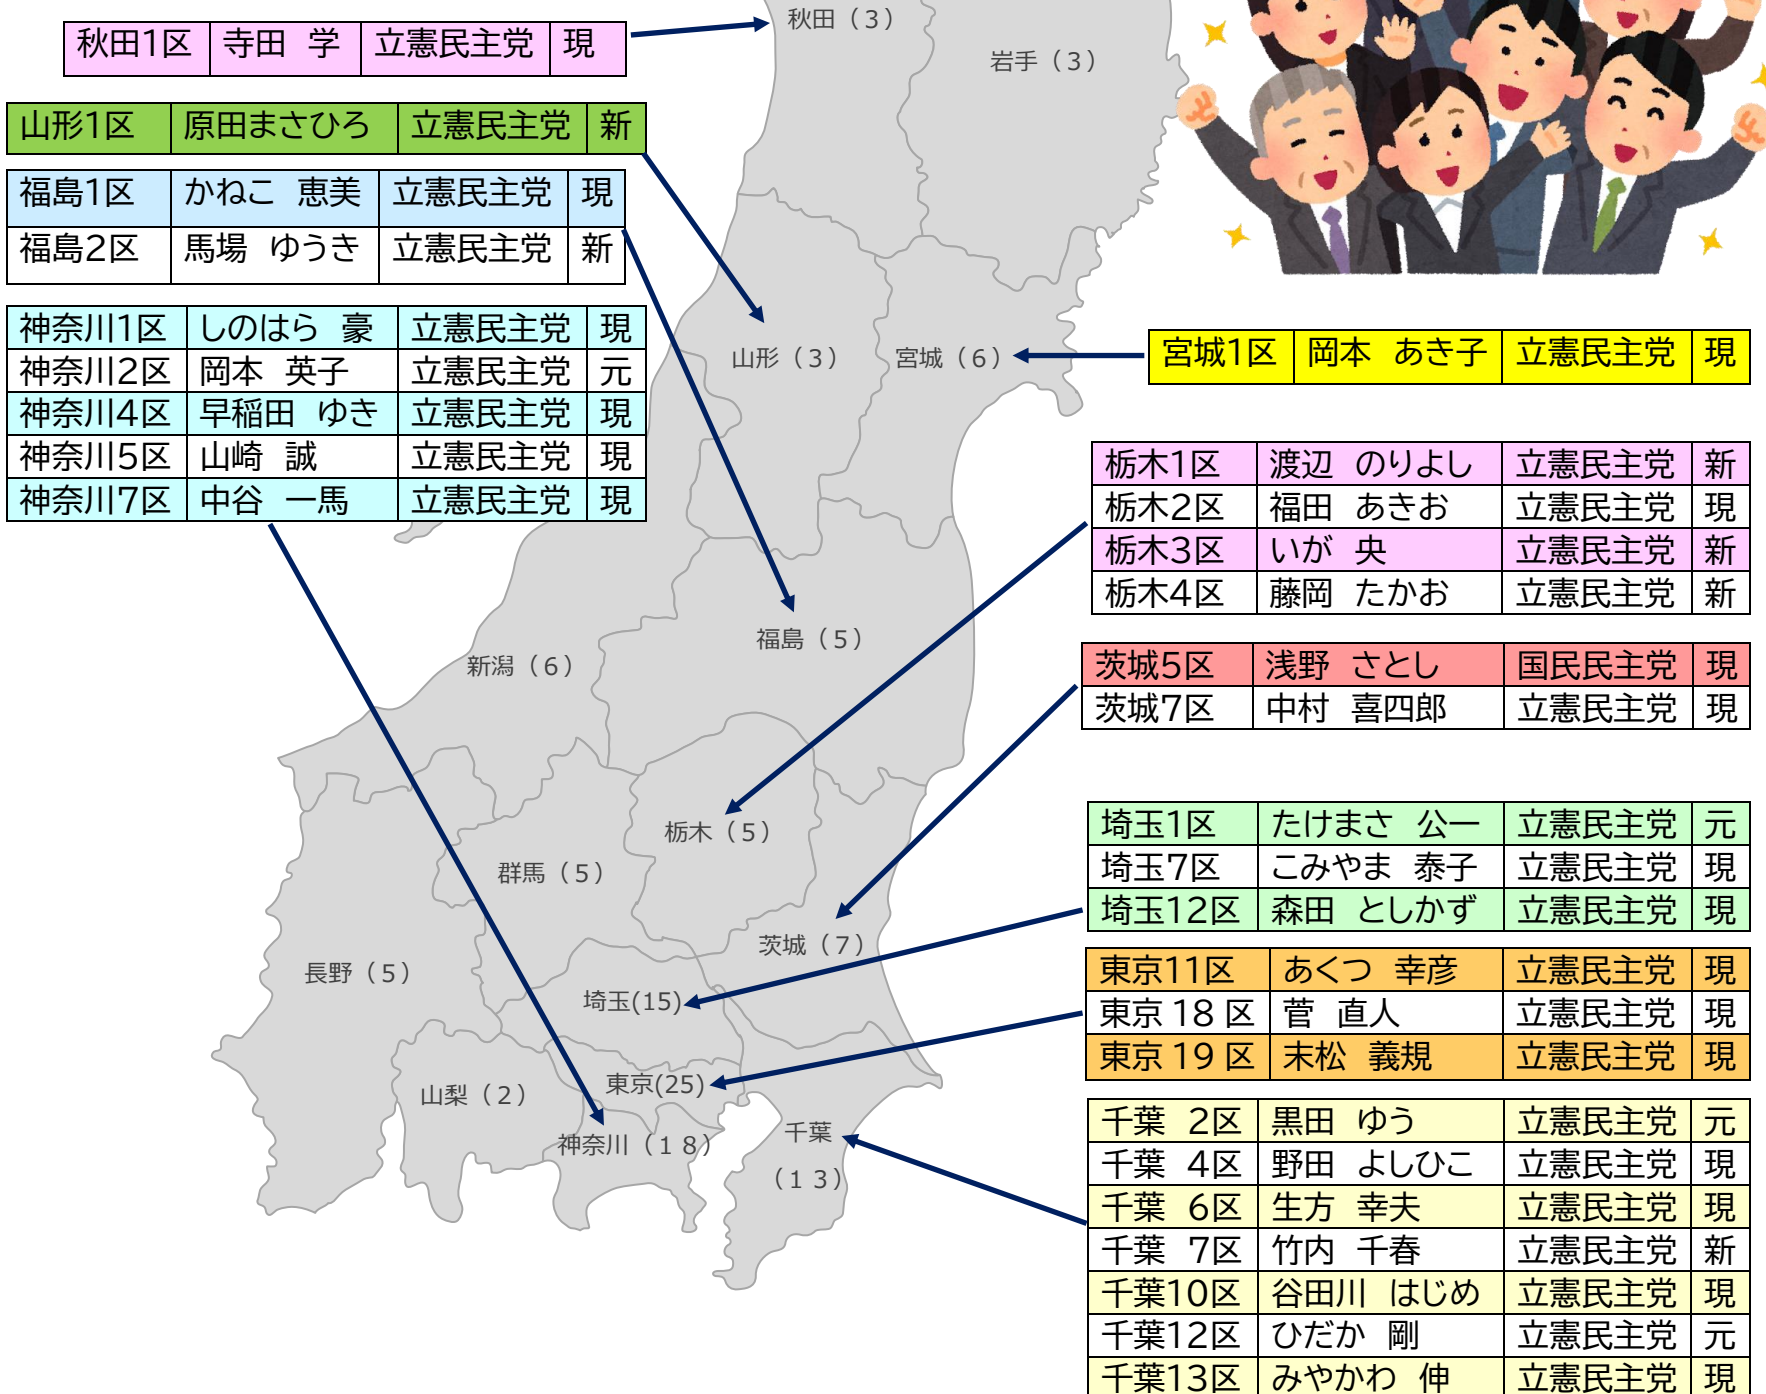 秋田1区 寺田 学 立憲民主党 現
山形1区 原田まさひろ 立憲民主党 新
福島1区 かねこ 恵美 立憲民主党 現
福島2区 馬場 ゆうき 立憲民主党 新
神奈川1区 しのはら 豪 立憲民主党 現
神奈川2区 岡本 英子 立憲民主党 元
神奈川4区 早稲田 ゆき 立憲民主党 現
神奈川5区 山崎 誠 立憲民主党 現
神奈川7区 中谷 一馬 立憲民主党 現
秋田（3）
岩手（3）
山形（3）
宮城（6）
福島（5）
新潟（6）
栃木（5）
群馬（5）
茨城（7）
長野（5）
埼玉(15)
東京(25)
山梨（2）
神奈川（18）
千葉
（13）
宮城1区 岡本 あき子 立憲民主党 現
栃木1区 渡辺 のりよし 立憲民主党 新
栃木2区 福田 あきお 立憲民主党 現
栃木3区 いが 央 立憲民主党 新
栃木4区 藤岡 たかお 立憲民主党 新
茨城5区 浅野 さとし 国民民主党 現
茨城7区 中村 喜四郎 立憲民主党 現
埼玉1区 たけまさ 公一 立憲民主党 元
埼玉7区 こみやま 泰子 立憲民主党 現
埼玉12区 森田 としかず 立憲民主党 現
東京11区 あくつ 幸彦 立憲民主党 現
東京 18 区 菅 直人 立憲民主党 現
東京 19 区 末松 義規 立憲民主党 現
千葉 2区 黒田 ゆう 立憲民主党 元
千葉 4区 野田 よしひこ 立憲民主党 現
千葉 6区 生方 幸夫 立憲民主党 現
千葉 7区 竹内 千春 立憲民主党 新
千葉10区 谷田川 はじめ 立憲民主党 現
千葉12区 ひだか 剛 立憲民主党 元
千葉13区 みやかわ 伸 立憲民主党 現